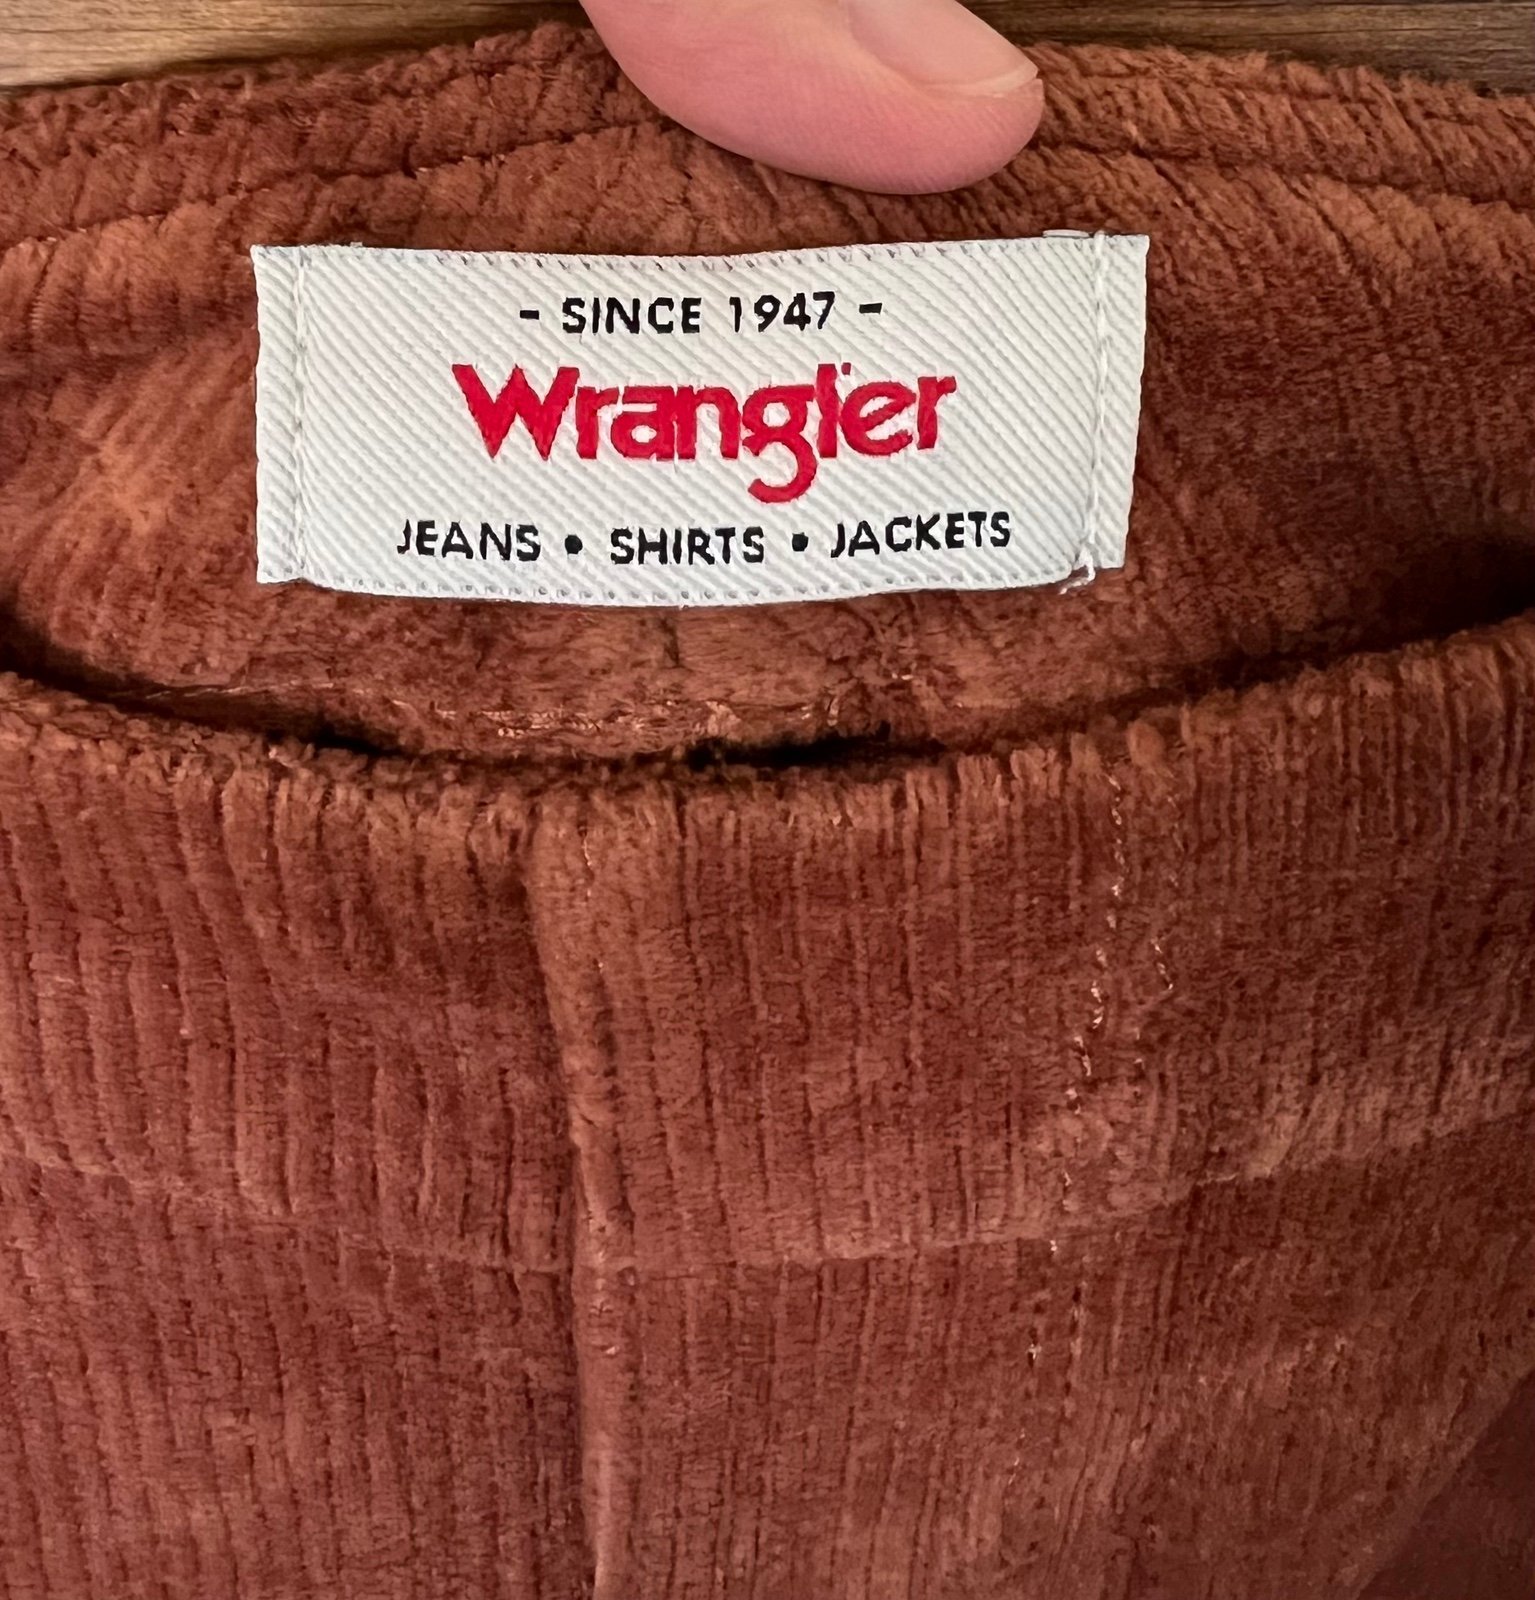 - SINCE 1947 -
Wrangler
JEANS • SHIRTS • JACKETS